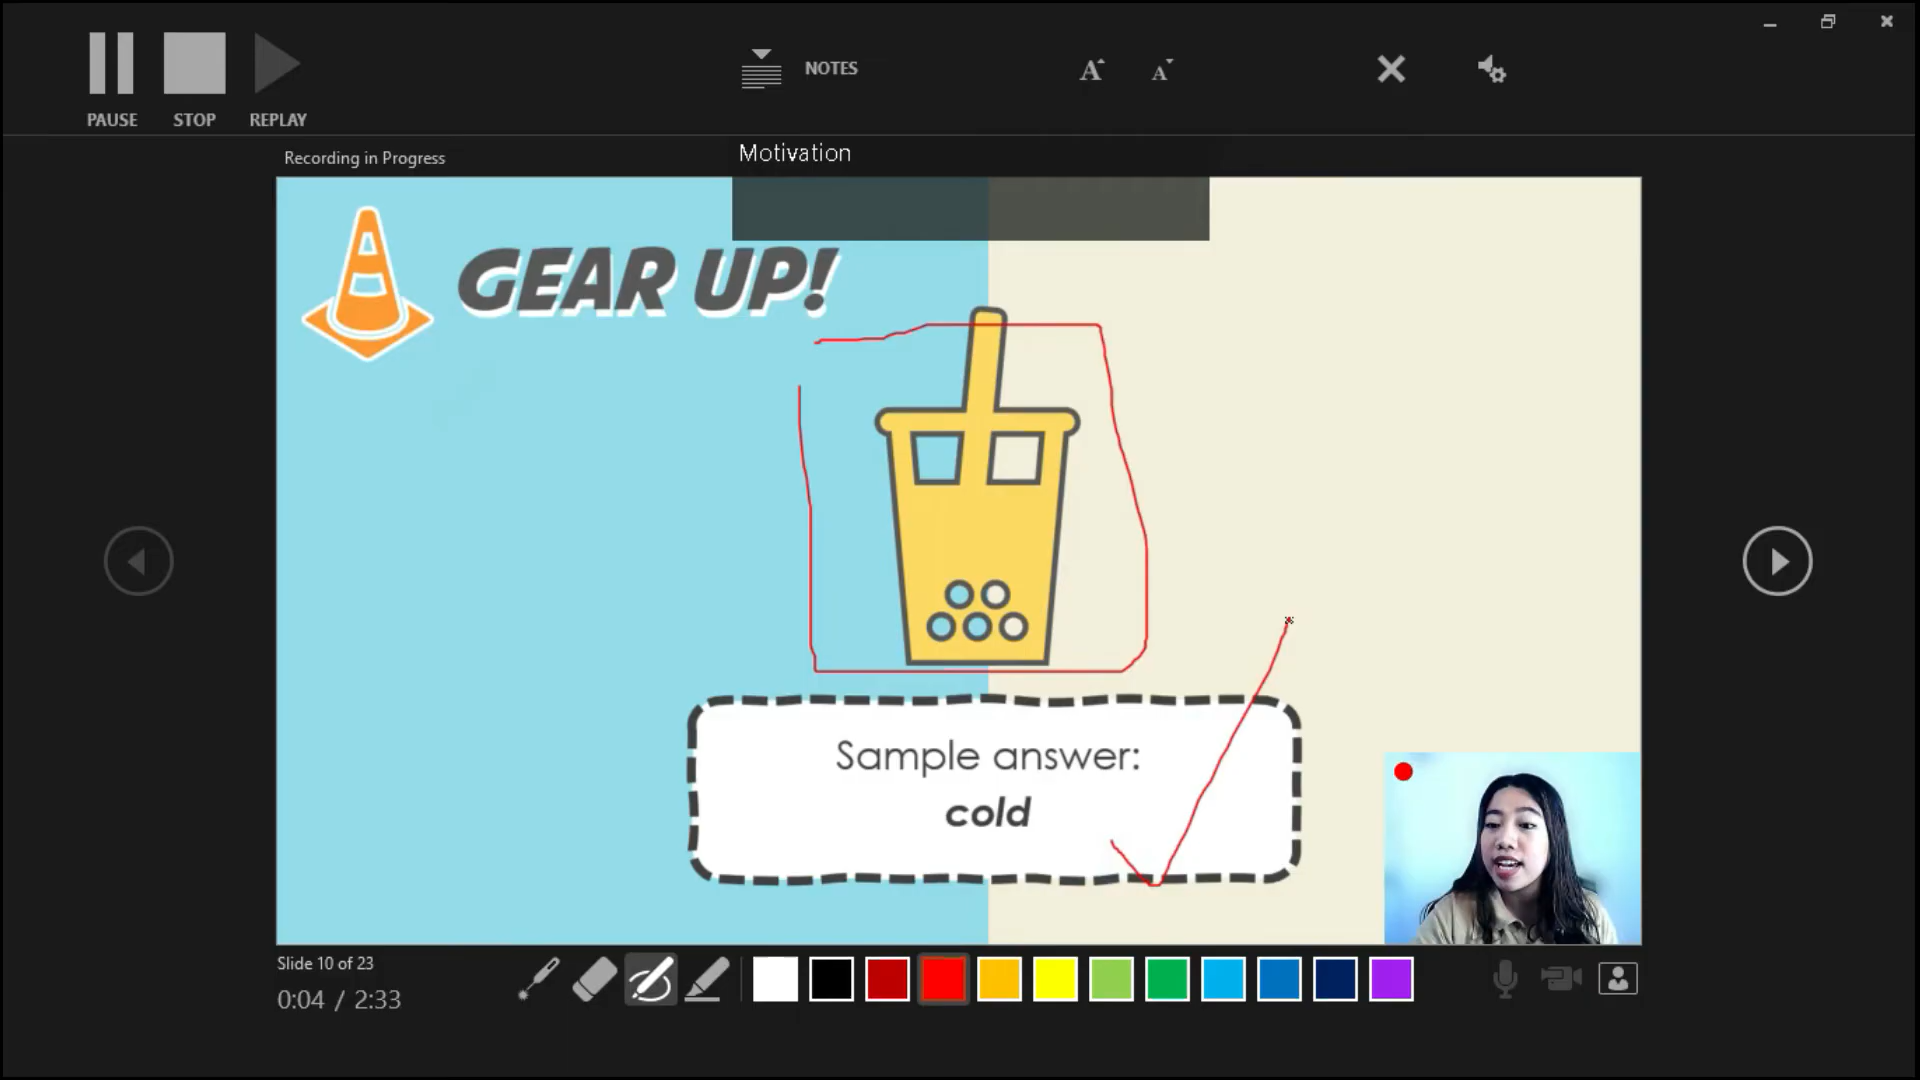 PAUSE
STOP
REPLAY
NOTES
A
A
Recording in Progress
Motivation
GEAR UP!
Sample answer:
cold
Slide 10 of 23
0:04 / 2:33